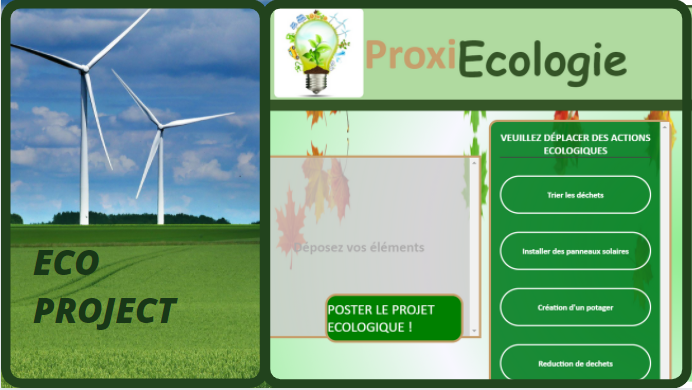 ECO
PROJECT
ProxiEcologie
VEUILLEZ DÉPLACER DES ACTIONS
ECOLOGIQUES
Déposez vos éléments
Trier les déchets
Installer des panneaux solaires
Création d'un potager
Reduction de dechets
POSTER LE PROJET
ECOLOGIQUE !